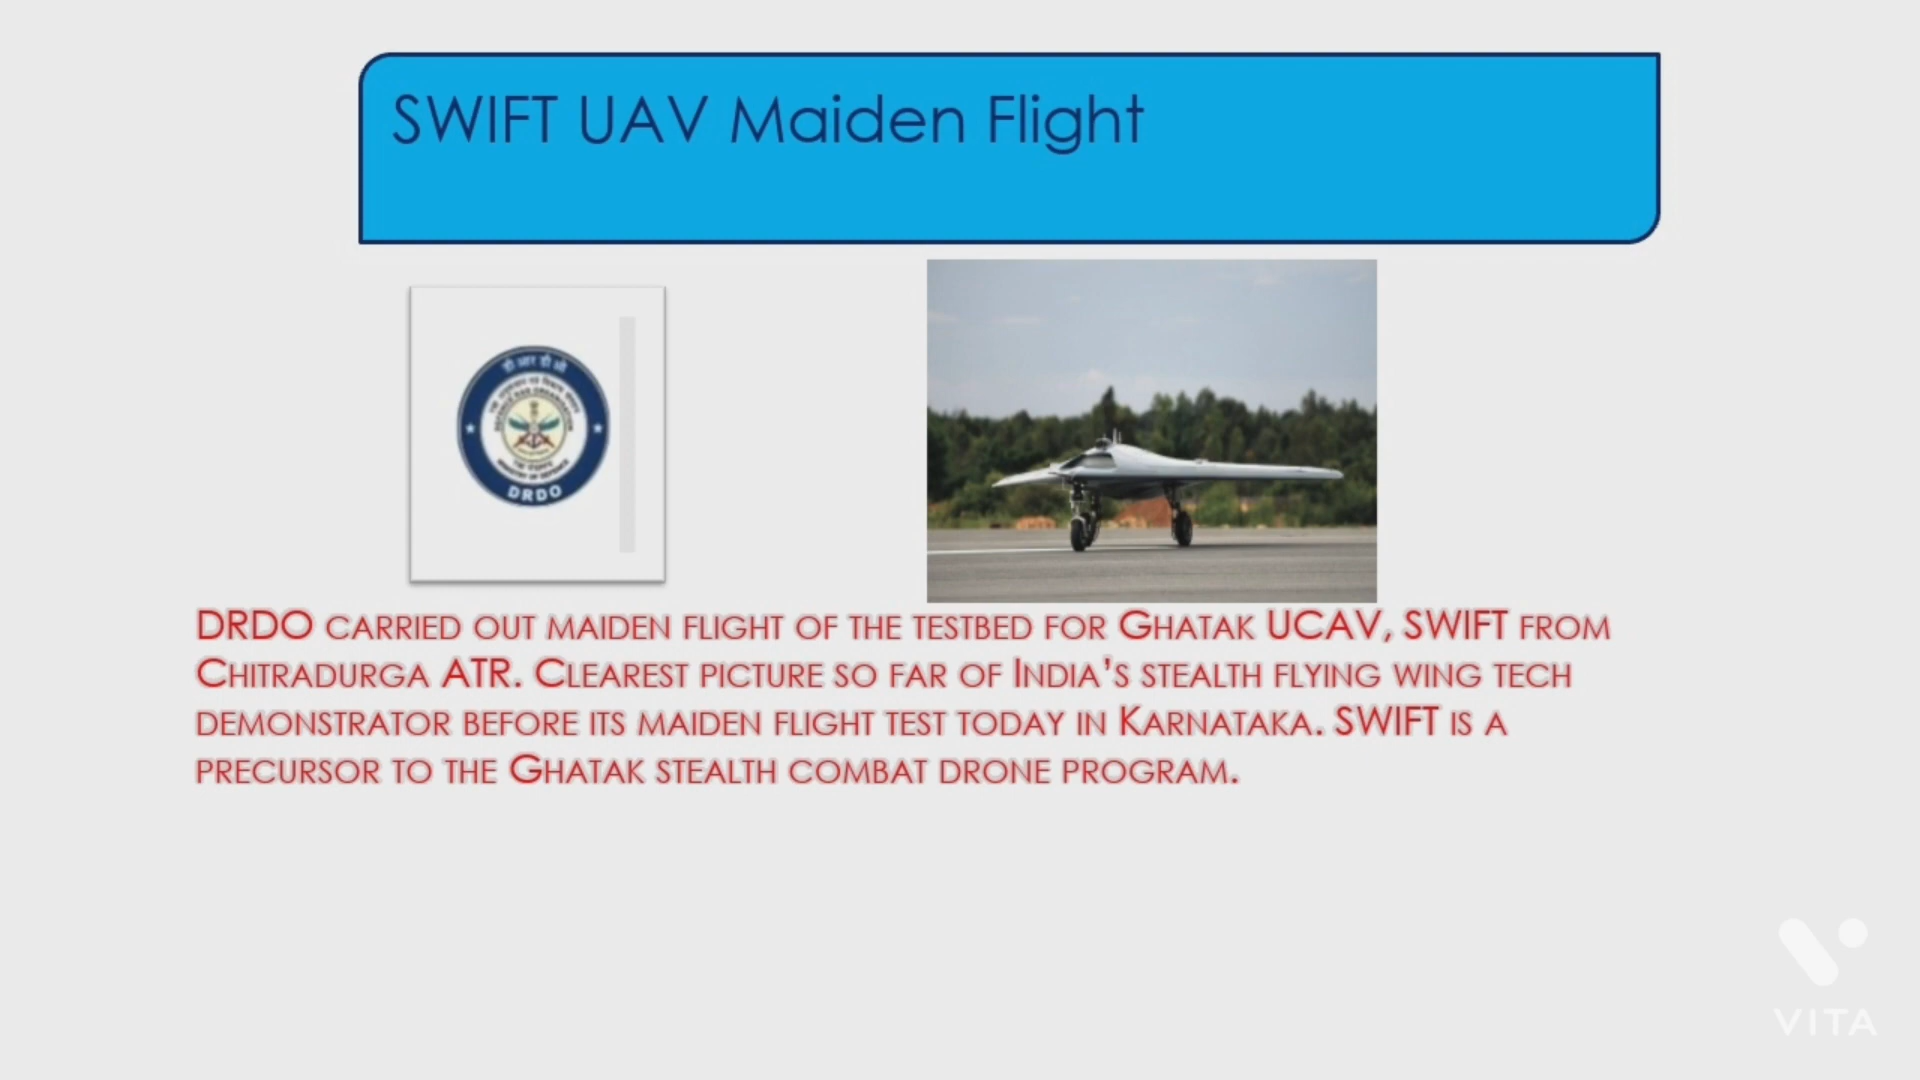 SWIFT UAV Maiden Flight
डी आर डी ओ
DRDO
DRDO CARRIED OUT MAIDEN FLIGHT OF THE TESTBED FOR GHATAK UCAV, SWIFT FROM
CHITRADURGA ATR. CLEAREST PICTURE SO FAR OF INDIA'S STEALTH FLYING WING TECH
DEMONSTRATOR BEFORE ITS MAIDEN FLIGHT TEST TODAY IN KARNATAKA. SWIFT IS A
PRECURSOR TO THE GHATAK STEALTH COMBAT DRONE PROGRAM.
VITA